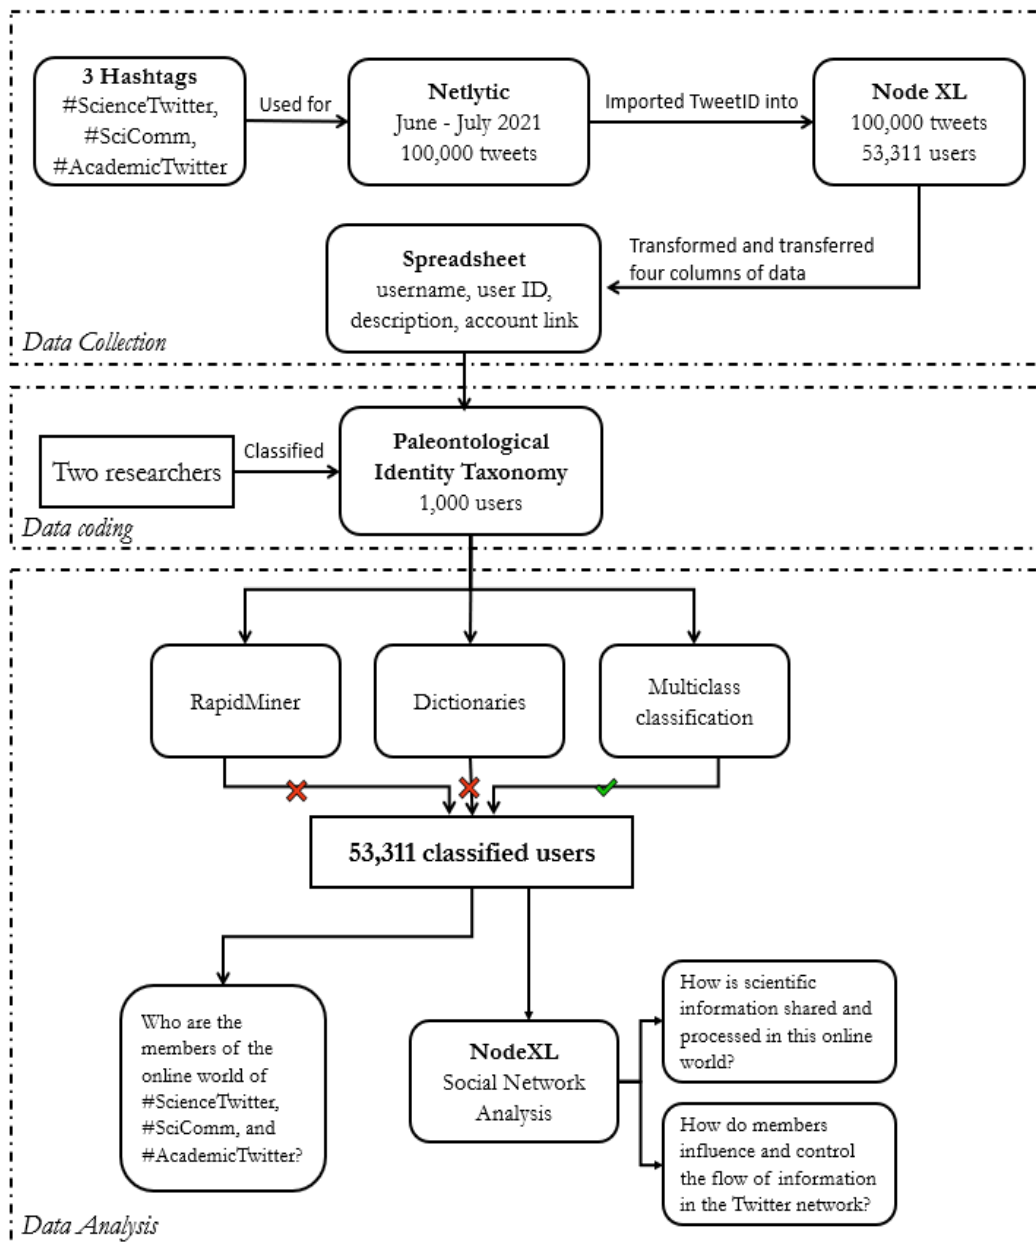 3 Hashtags
#ScienceTwitter,
#SciComm,
#AcademicTwitter
Used for
Netlytic
June - July 2021
100,000 tweets
Imported TweetID into
Node XL
100,000 tweets
53,311 users
Transformed and transferred
four columns of data
Spreadsheet
username, user ID,
description, account link
Data Collection
Two researchers
Classified
Paleontological
Identity Taxonomy
1,000 users
Data coding
RapidMiner
Dictionaries
Multiclass
classification
53,311 classified users
Who are the
members of the
online world of
#ScienceTwitter,
#SciComm, and
#AcademicTwitter?
NodeXL
Social Network
Analysis
How is scientific
information shared and
processed in this online
world?
How do members
influence and control
the flow of information
in the Twitter network?
Data Analysis